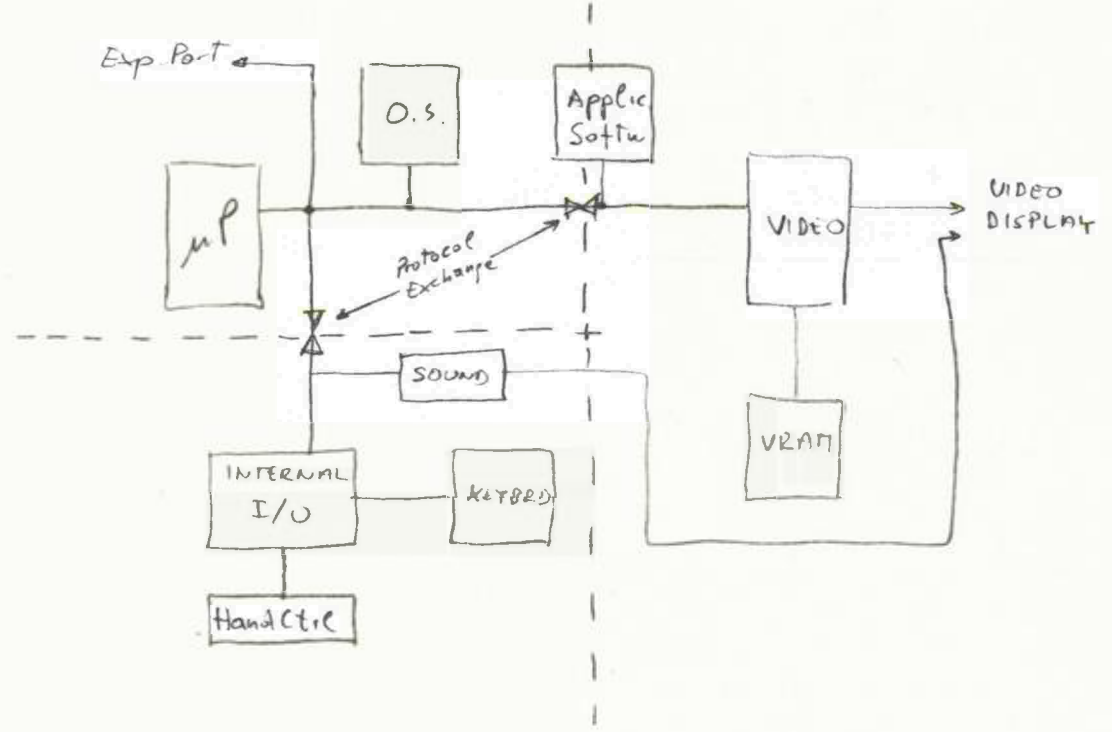 Exp. Port
O.S.
Applic
Softw
μP
VIDEO
VIDEO
DISPLAY
Protocol
Exchange
SOUND
VRAM
INTERNAL
I/O
KEYBRD
Hand Ctrl